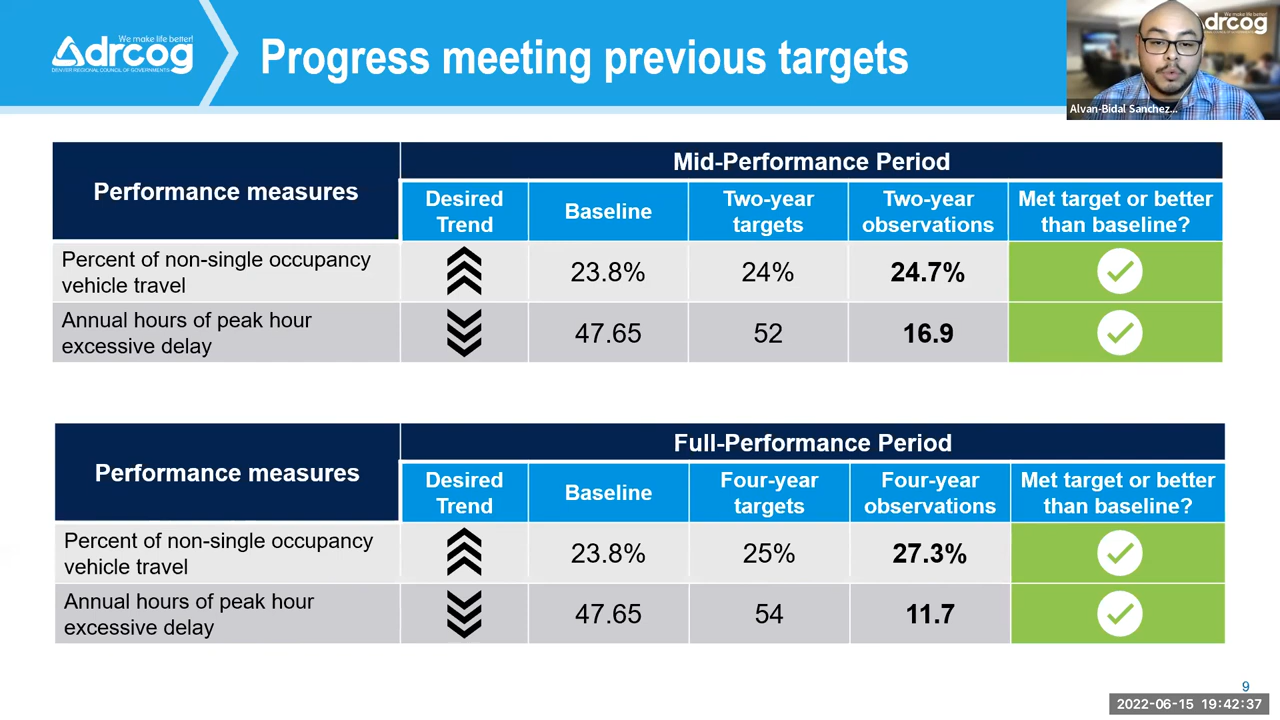 We make life better!
drcog
DENVER REGIONAL COUNCIL OF GOVERNMENTS
Progress meeting previous targets
We make life better!
drcog
Alvan-Bidal Sanchez...
Performance measures
Mid-Performance Period
Desired Trend
Baseline
Two-year targets
Two-year observations
Met target or better than baseline?
Percent of non-single occupancy vehicle travel
23.8%
24%
24.7%
Annual hours of peak hour excessive delay
47.65
52
16.9
Performance measures
Full-Performance Period
Desired Trend
Baseline
Four-year targets
Four-year observations
Met target or better than baseline?
Percent of non-single occupancy vehicle travel
23.8%
25%
27.3%
Annual hours of peak hour excessive delay
47.65
54
11.7
9
2022-06-15 19:42:37